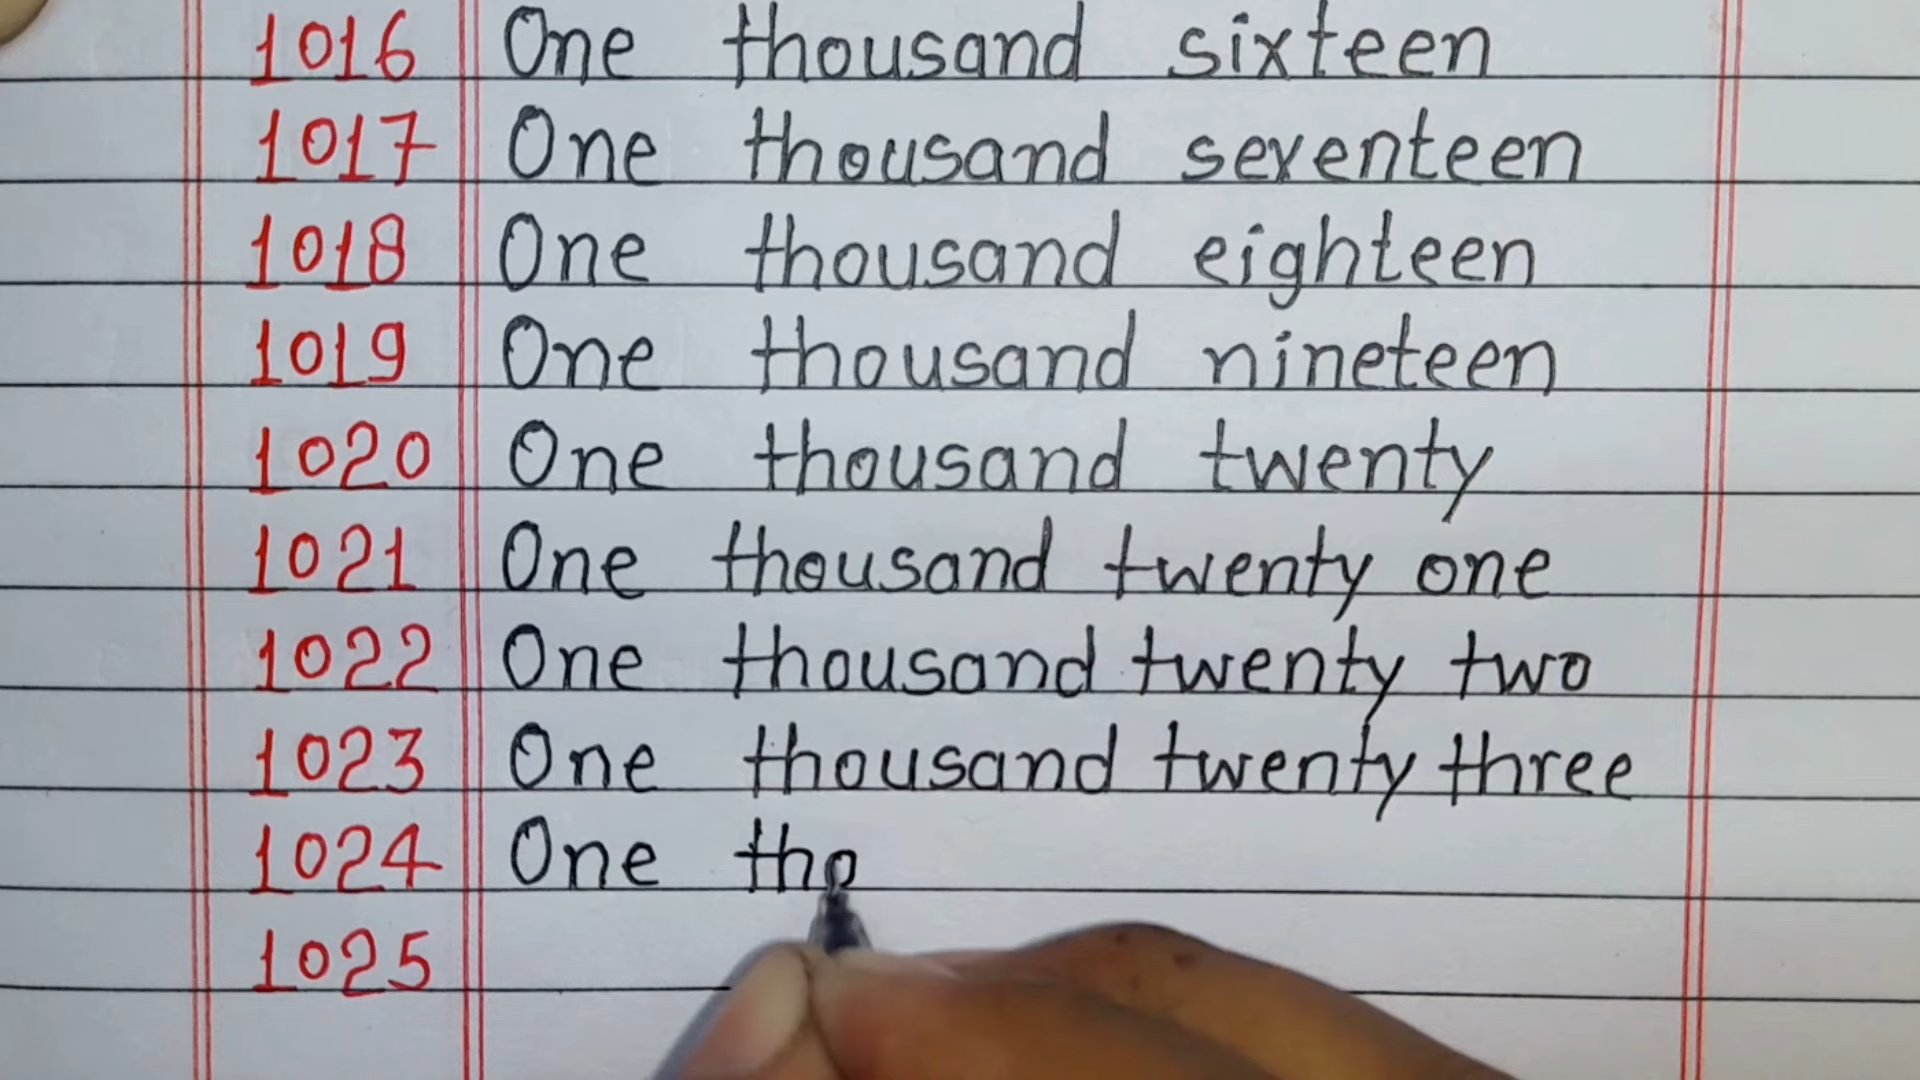 1016 One thousand sixteen
1017 One thousand seventeen
1018 One thousand eighteen
1019 One thousand nineteen
1020 One thousand twenty
1021 One thousand twenty one
1022 One thousand twenty two
1023 One thousand twenty three
1024 One tho
1025